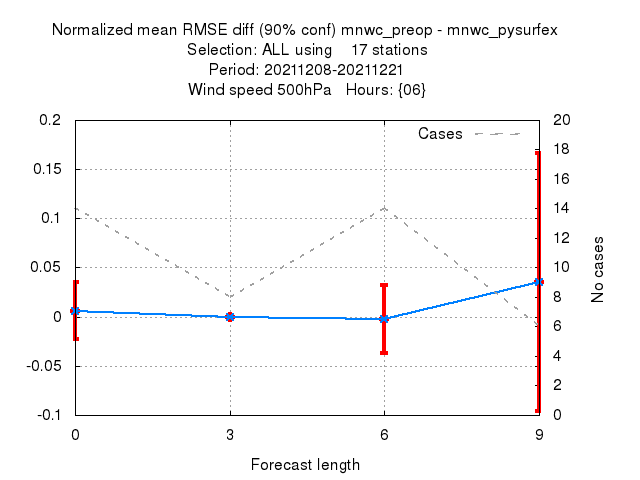 Normalized mean RMSE diff (90% conf) mnwc_preop - mnwc_pysurfex
Selection: ALL using 17 stations
Period: 20211208-20211221
Wind speed 500hPa Hours: {06}
Cases
0.2
0.15
0.1
0.05
0
-0.05
-0.1
20
18
16
14
12
10
8
6
4
2
0
No cases
0 3 6 9
Forecast length